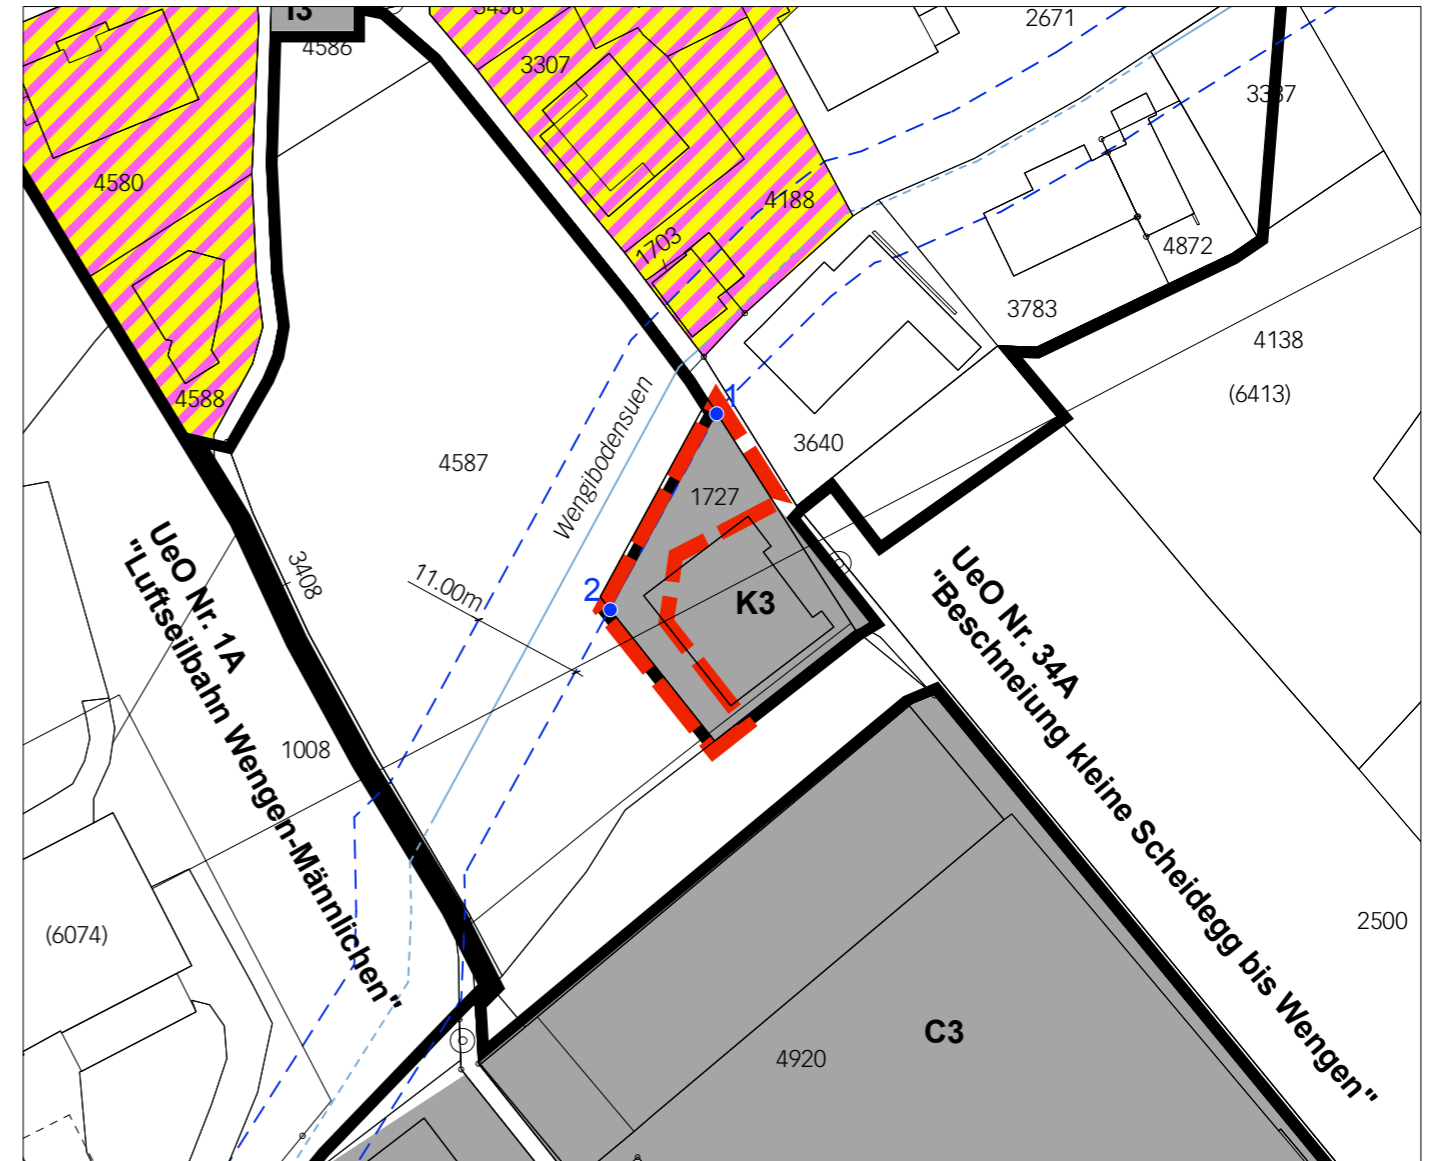 I3
3458
2671
4586
3307
3387
4580
4188
1703
4872
3783
4138
4588
(6413)
1
Wengibodensuen
3640
4587
1727
UeO Nr. 1A
"Luftseilbahn Wengen-Männlichen"
3408
11.00m
2
K3
UeO Nr. 34A
"Beschneiung kleine Scheidegg bis Wengen"
1008
(6074)
2500
C3
4920